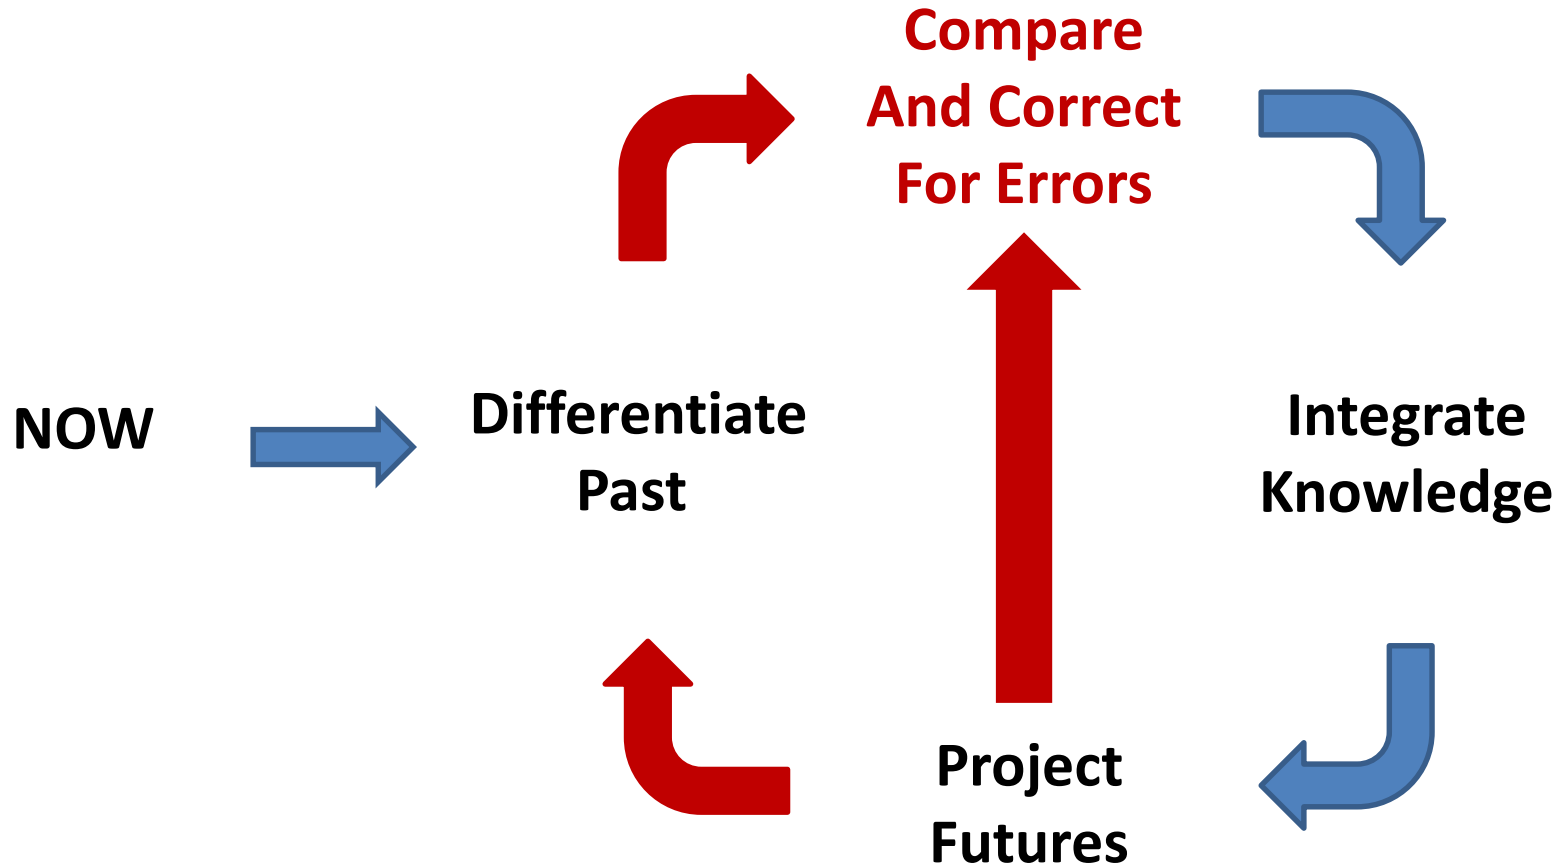 Compare
And Correct
For Errors
NOW
Differentiate
Past
Integrate
Knowledge
Project
Futures